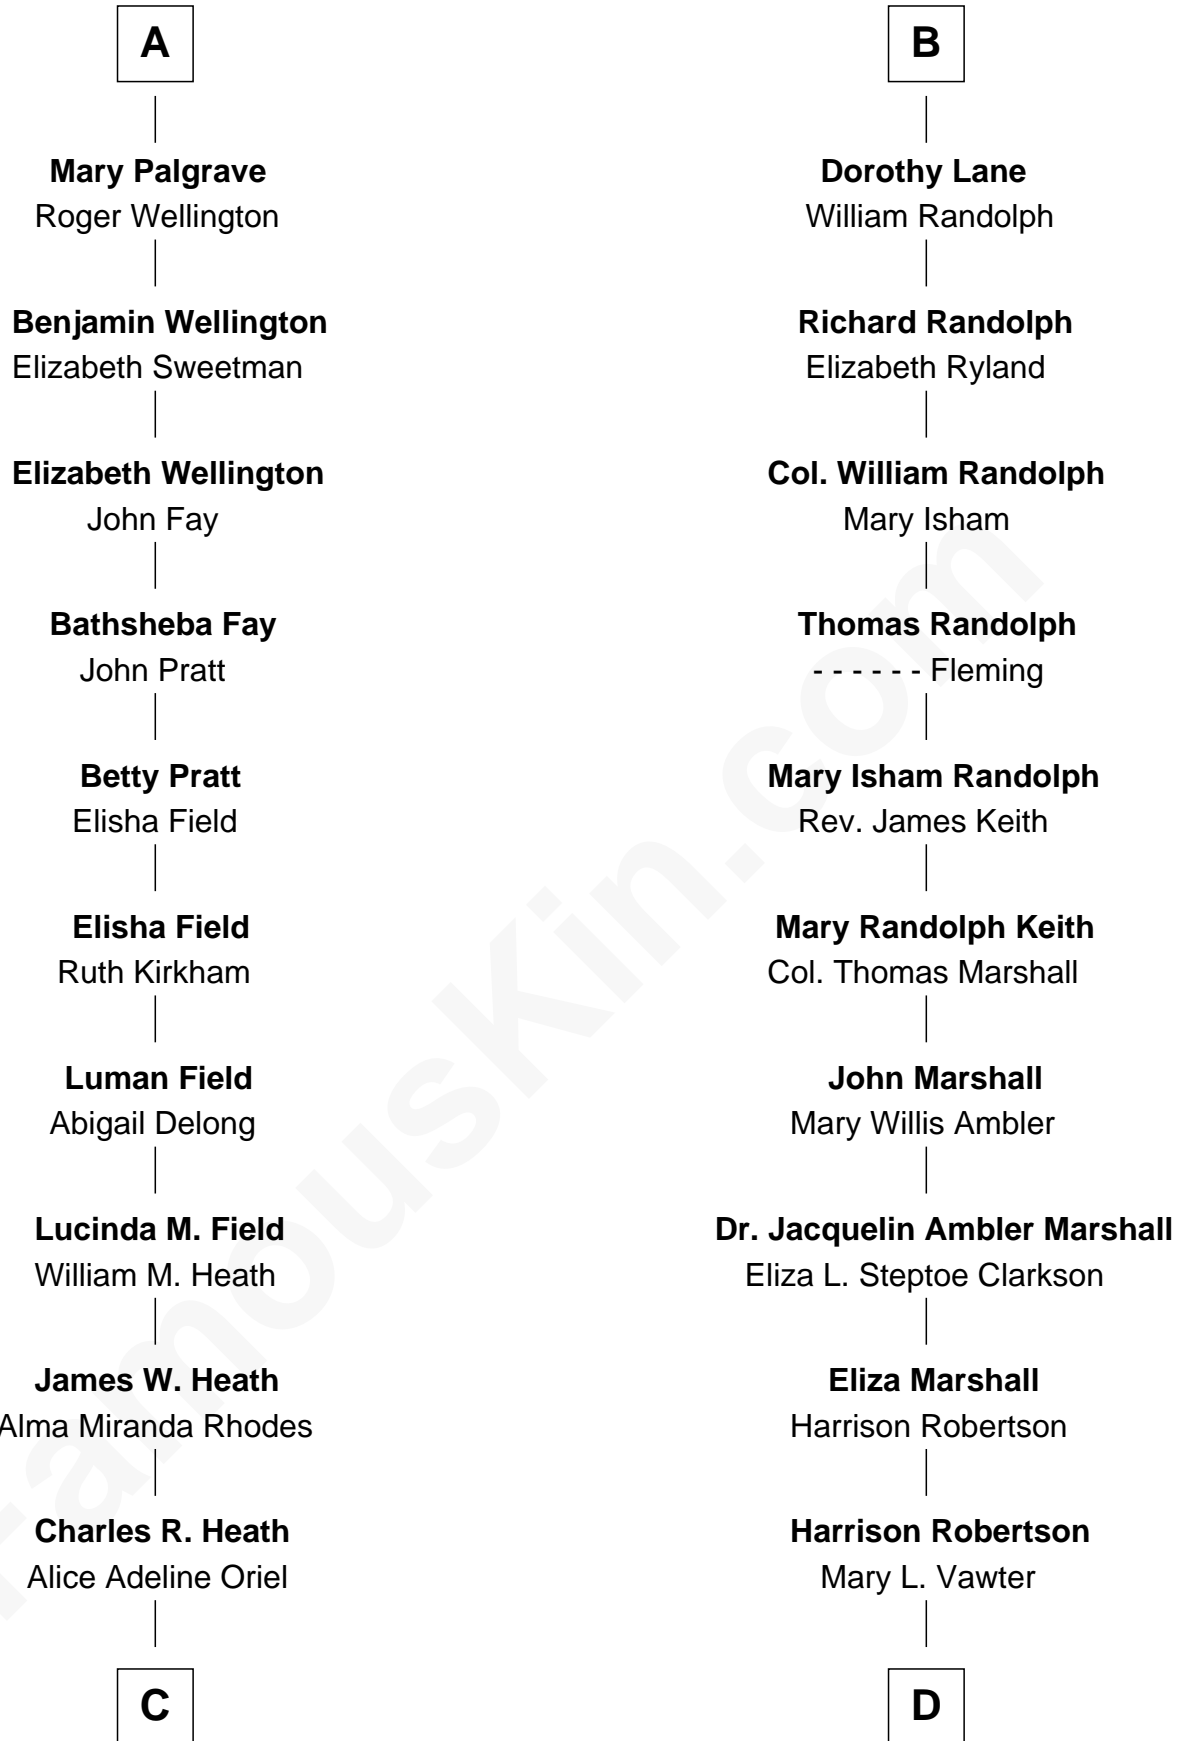 A
Mary Palgrave
Roger Wellington
Benjamin Wellington
Elizabeth Sweetman
Elizabeth Wellington
John Fay
Bathsheba Fay
John Pratt
Betty Pratt
Elisha Field
Elisha Field
Ruth Kirkham
Luman Field
Abigail Delong
Lucinda M. Field
William M. Heath
James W. Heath
Alma Miranda Rhodes
Charles R. Heath
Alice Adeline Oriel
C
B
Dorothy Lane
William Randolph
Richard Randolph
Elizabeth Ryland
Col. William Randolph
Mary Isham
Thomas Randolph
- - - - - - Fleming
Mary Isham Randolph
Rev. James Keith
Mary Randolph Keith
Col. Thomas Marshall
John Marshall
Mary Willis Ambler
Dr. Jacquelin Ambler Marshall
Eliza L. Steptoe Clarkson
Eliza Marshall
Harrison Robertson
Harrison Robertson
Mary L. Vawter
D
FamousKin.com